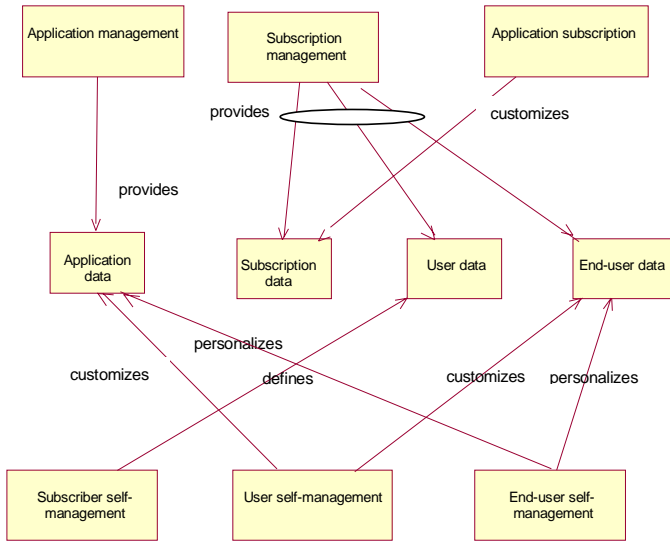 Application management
Subscription
management
Application subscription
provides
customizes
provides
Application
data
Subscription
data
User data
End-user data
personalizes
customizes
defines
customizes
personalizes
Subscriber self-
management
User self-management
End-user self-
management